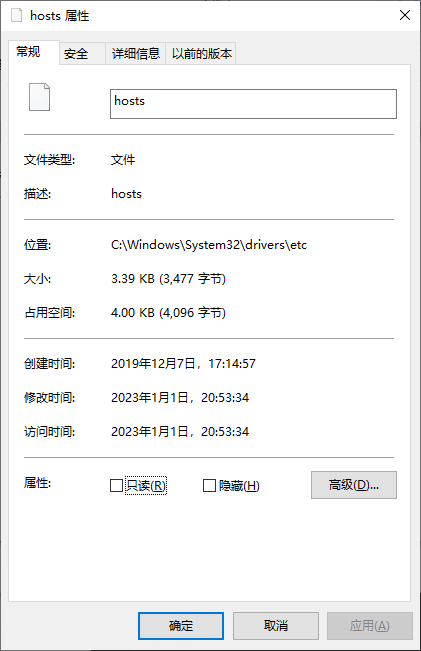 hosts 属性
常规 安全 详细信息 以前的版本
hosts
文件类型: 文件
描述: hosts
位置: C:\Windows\System32\drivers\etc
大小: 3.39 KB (3,477 字节)
占用空间: 4.00 KB (4,096 字节)
创建时间: 2019年12月7日，17:14:57
修改时间: 2023年1月1日，20:53:34
访问时间: 2023年1月1日，20:53:34
属性: 只读(R) 隐藏(H) 高级(D)...
确定 取消 应用(A)